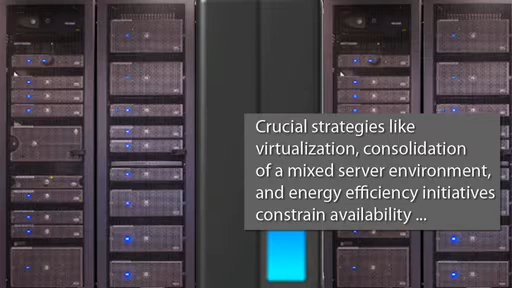 Crucial strategies like
virtualization, consolidation
of a mixed server environment,
and energy efficiency initiatives
constrain availability ...